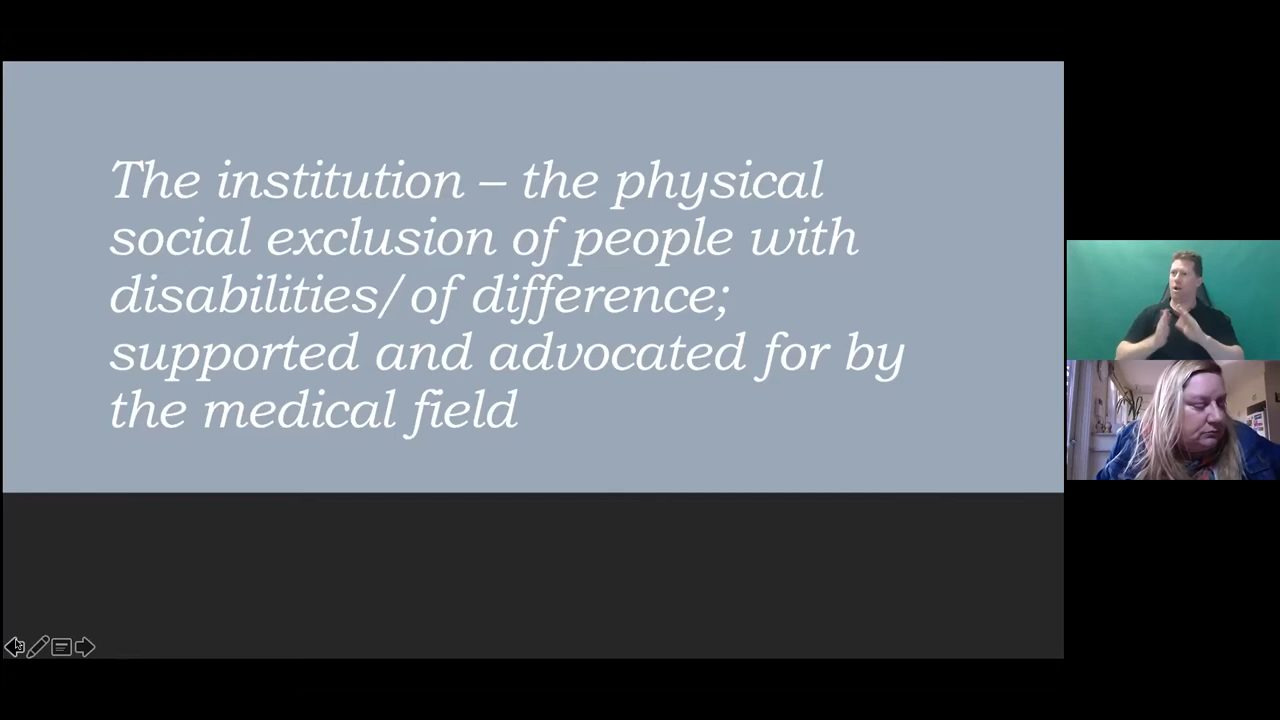 The institution – the physical
social exclusion of people with
disabilities/of difference;
supported and advocated for by
the medical field